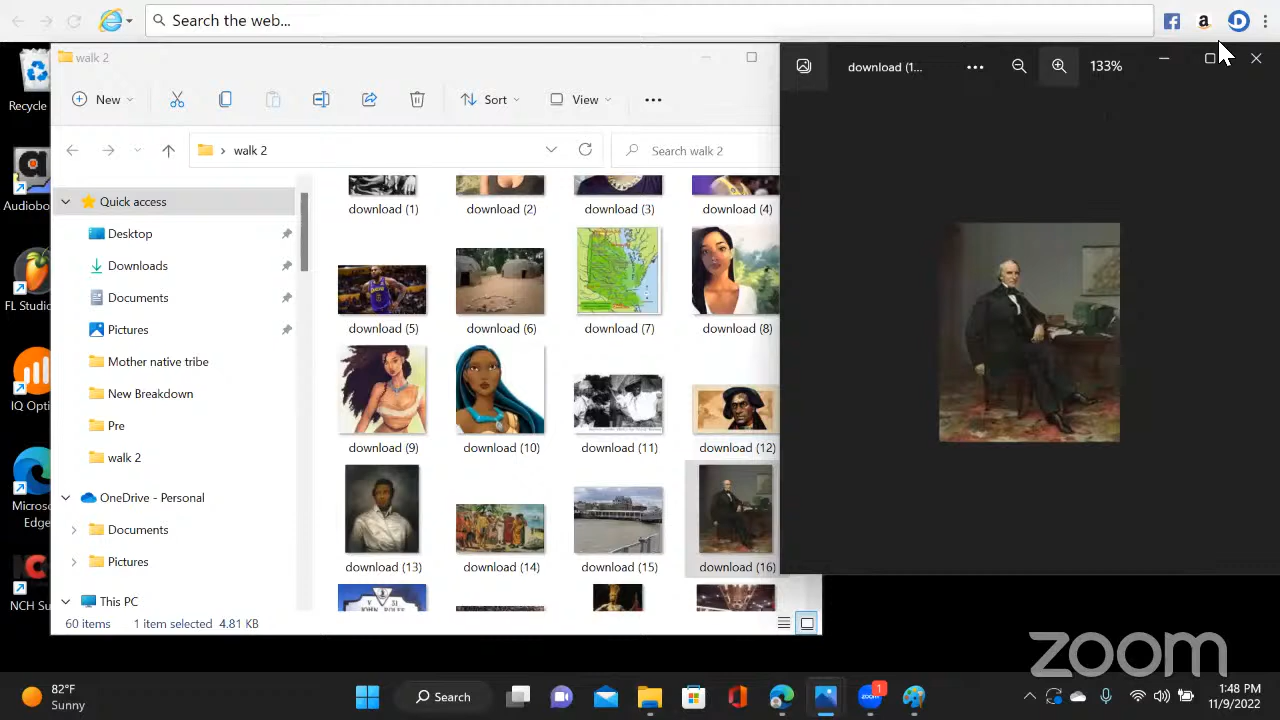 Search the web...
walk 2
download (1...
133%
New
Sort
View
walk 2
Search walk 2
Quick access
Desktop
Downloads
Documents
Pictures
Mother native tribe
New Breakdown
Pre
walk 2
OneDrive - Personal
Documents
Pictures
This PC
download (1)
download (2)
download (3)
download (4)
download (5)
download (6)
download (7)
download (8)
download (9)
download (10)
download (11)
download (12)
download (13)
download (14)
download (15)
download (16)
JOHN ROLFE
60 items
1 item selected 4.81 KB
Recycle
Audiobo
FL Studio
IQ Opti
Microso
Edge
NCH Su
zoom
82°F
Sunny
Search
zoom
1
1:48 PM
11/9/2022